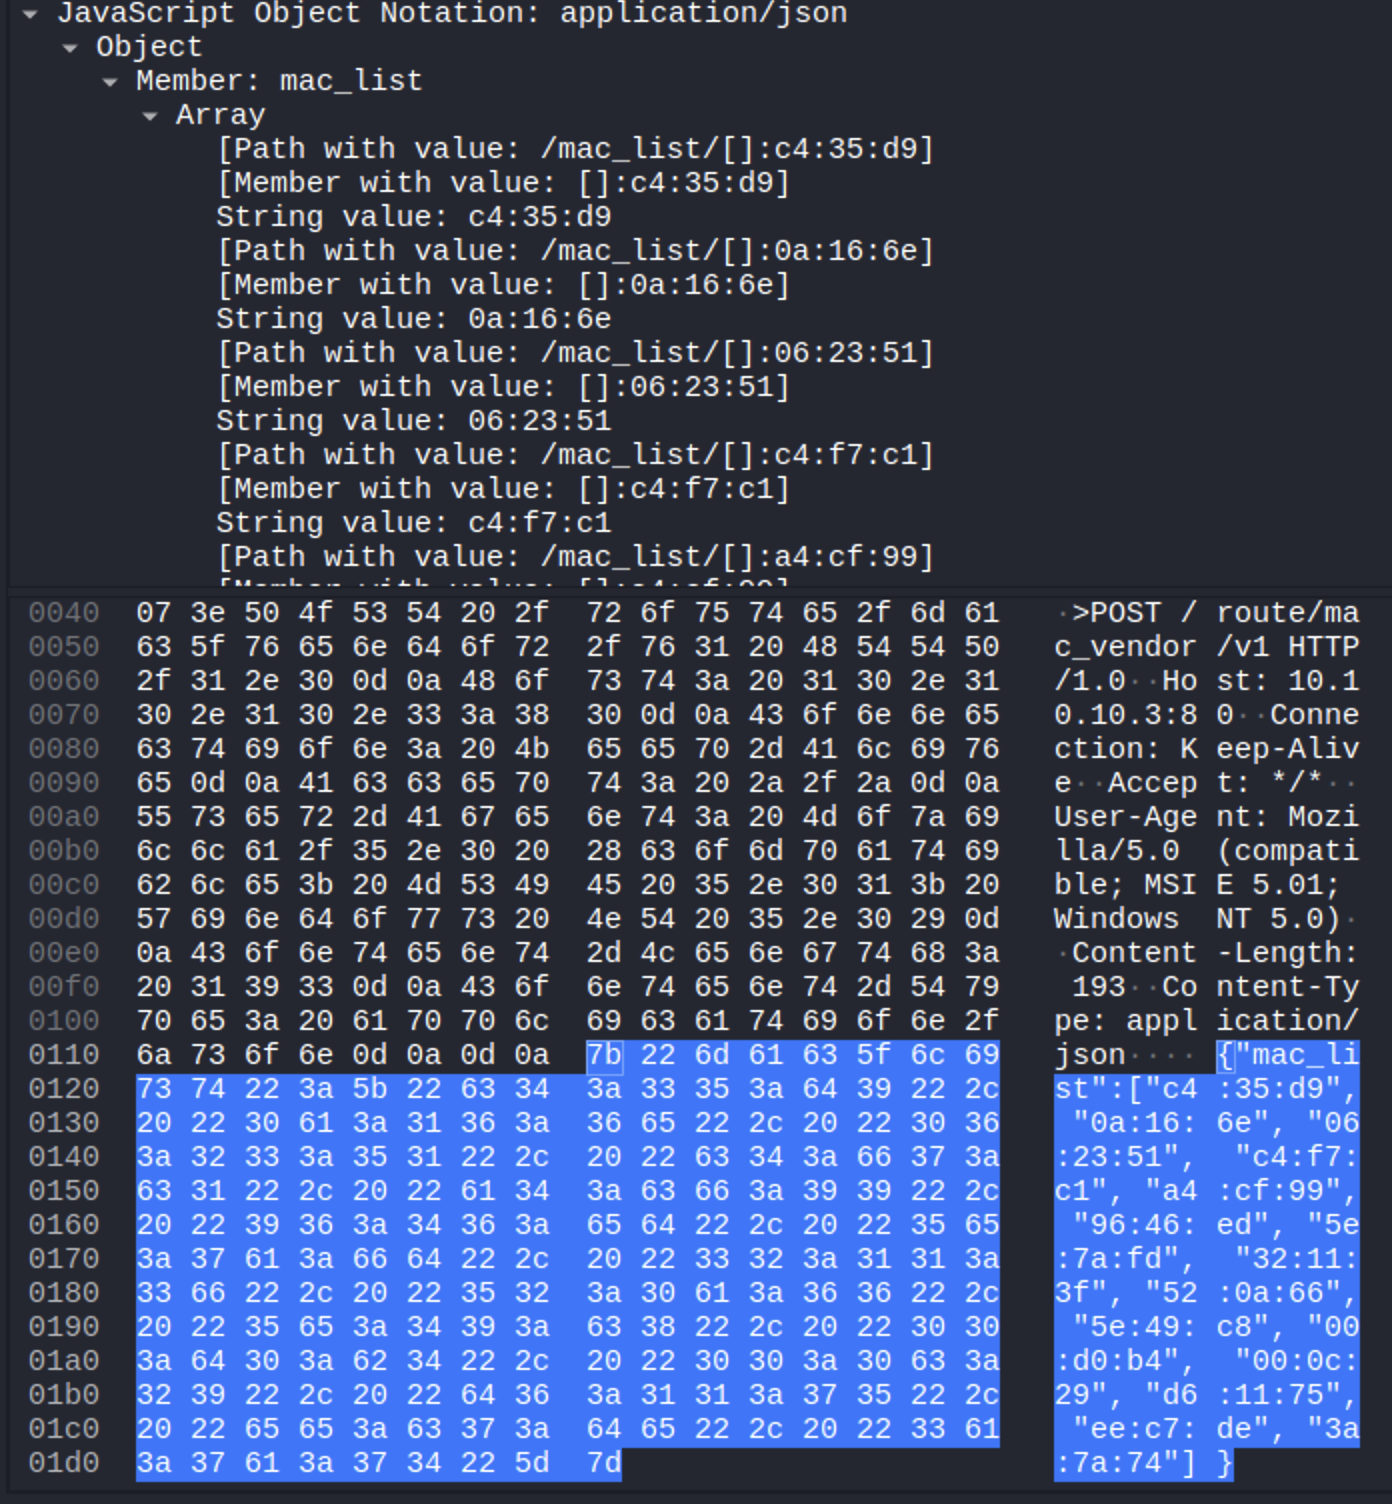 JavaScript Object Notation: application/json
Object
Member: mac_list
Array
[Path with value: /mac_list/[]:c4:35:d9]
[Member with value: []:c4:35:d9]
String value: c4:35:d9
[Path with value: /mac_list/[]:0a:16:6e]
[Member with value: []:0a:16:6e]
String value: 0a:16:6e
[Path with value: /mac_list/[]:06:23:51]
[Member with value: []:06:23:51]
String value: 06:23:51
[Path with value: /mac_list/[]:c4:f7:c1]
[Member with value: []:c4:f7:c1]
String value: c4:f7:c1
[Path with value: /mac_list/[]:a4:cf:99]
[Member with value: []:a4:cf:99]
0040 07 3e 50 4f 53 54 20 2f 72 6f 75 74 65 2f 6d 61 ·>POST / route/ma
0050 63 5f 76 65 6e 64 6f 72 2f 76 31 20 48 54 54 50 c_vendor /v1 HTTP
0060 2f 31 2e 30 0d 0a 48 6f 73 74 3a 20 31 30 2e 31 /1.0··Ho st: 10.1
0070 30 2e 31 30 2e 33 3a 38 30 0d 0a 43 6f 6e 6e 65 0.10.3:8 0··Conne
0080 63 74 69 6f 6e 3a 20 4b 65 65 70 2d 41 6c 69 76 ction: K eep-Aliv
0090 65 0d 0a 41 63 63 65 70 74 3a 20 2a 2f 2a 0d 0a e··Accep t: */*··
00a0 55 73 65 72 2d 41 67 65 6e 74 3a 20 4d 6f 7a 69 User-Age nt: Mozi
00b0 6c 6c 61 2f 35 2e 30 20 28 63 6f 6d 70 61 74 69 lla/5.0 (compati
00c0 62 6c 65 3b 20 4d 53 49 45 20 35 2e 30 31 3b 20 ble; MSI E 5.01;
00d0 57 69 6e 64 6f 77 73 20 4e 54 20 35 2e 30 29 0d Windows NT 5.0)·
00e0 0a 43 6f 6e 74 65 6e 74 2d 4c 65 6e 67 74 68 3a ·Content -Length:
00f0 20 31 39 33 0d 0a 43 6f 6e 74 65 6e 74 2d 54 79 193··Co ntent-Ty
0100 70 65 3a 20 61 70 70 6c 69 63 61 74 69 6f 6e 2f pe: appl ication/
0110 6a 73 6f 6e 0d 0a 0d 0a 7b 22 6d 61 63 5f 6c 69 json···· {"mac_li
0120 73 74 22 3a 5b 22 63 34 3a 33 35 3a 64 39 22 2c st":["c4 :35:d9",
0130 20 22 30 61 3a 31 36 3a 36 65 22 2c 20 22 30 36 "0a:16: 6e", "06
0140 3a 32 33 3a 35 31 22 2c 20 22 63 34 3a 66 37 3a :23:51", "c4:f7:
0150 63 31 22 2c 20 22 61 34 3a 63 66 3a 39 39 22 2c c1", "a4 :cf:99",
0160 20 22 39 36 3a 34 36 3a 65 64 22 2c 20 22 35 65 "96:46: ed", "5e
0170 3a 37 61 3a 66 64 22 2c 20 22 33 32 3a 31 31 3a :7a:fd", "32:11:
0180 33 66 22 2c 20 22 35 32 3a 30 61 3a 36 36 22 2c 3f", "52 :0a:66",
0190 20 22 35 65 3a 34 39 3a 63 38 22 2c 20 22 30 30 "5e:49: c8", "00
01a0 3a 64 30 3a 62 34 22 2c 20 22 30 30 3a 30 63 3a :d0:b4", "00:0c:
01b0 32 39 22 2c 20 22 64 36 3a 31 31 3a 37 35 22 2c 29", "d6 :11:75",
01c0 20 22 65 65 3a 63 37 3a 64 65 22 2c 20 22 33 61 "ee:c7: de", "3a
01d0 3a 37 61 3a 37 34 22 5d 7d :7a:74"] }